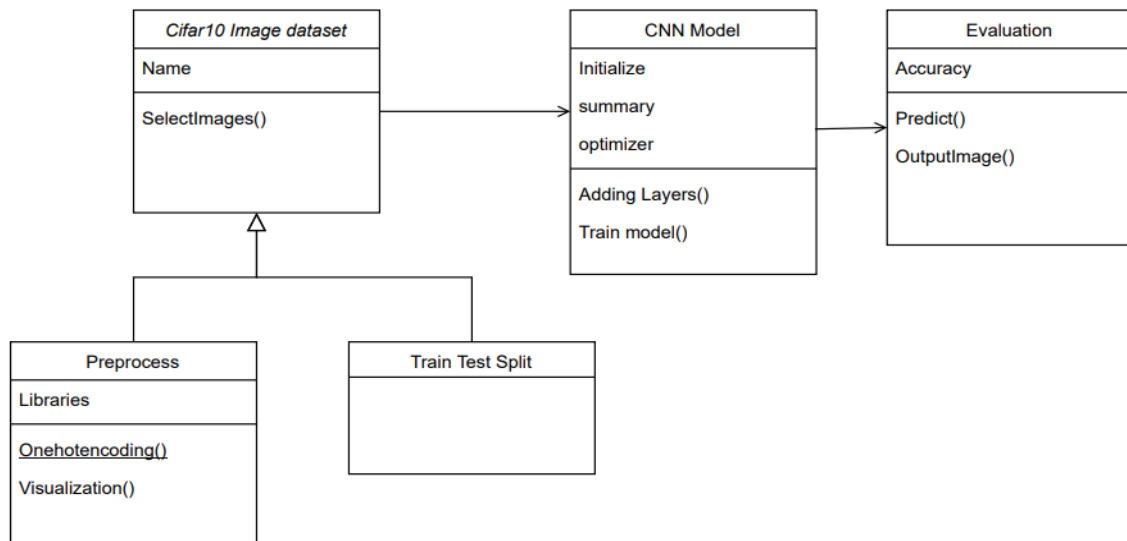 Cifar10 Image dataset
Name
SelectImages()
CNN Model
Initialize
summary
optimizer
Adding Layers()
Train model()
Evaluation
Accuracy
Predict()
OutputImage()
Preprocess
Libraries
Onehotencoding()
Visualization()
Train Test Split